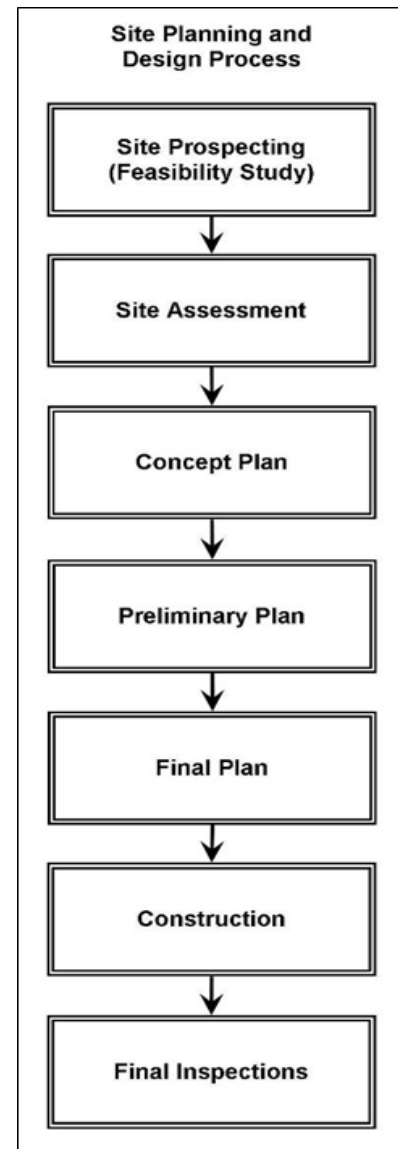 Site Planning and
Design Process
Site Prospecting
(Feasibility Study)
Site Assessment
Concept Plan
Preliminary Plan
Final Plan
Construction
Final Inspections